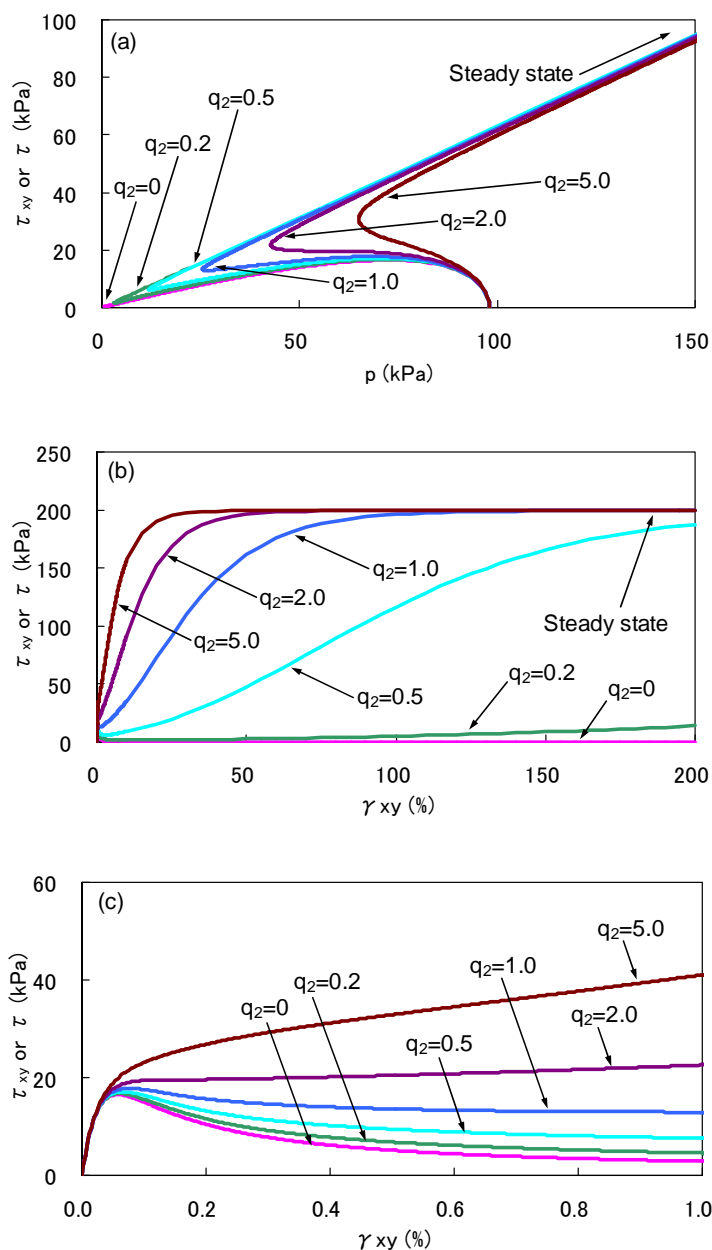 (a)
Steady state
q2=0.5
q2=0.2
q2=0
q2=5.0
q2=2.0
q2=1.0
100
80
60
40
20
0
τ xy or τ (kPa)
0 50 100 150
p (kPa)
(b)
q2=1.0
q2=2.0
q2=5.0
Steady state
q2=0.5
q2=0.2
q2=0
250
200
150
100
50
0
τ xy or τ (kPa)
0 50 100 150 200
γ xy (%)
(c)
q2=5.0
q2=1.0
q2=0.2
q2=0
q2=2.0
q2=0.5
60
40
20
0
τ xy or τ (kPa)
0.0 0.2 0.4 0.6 0.8 1.0
γ xy (%)